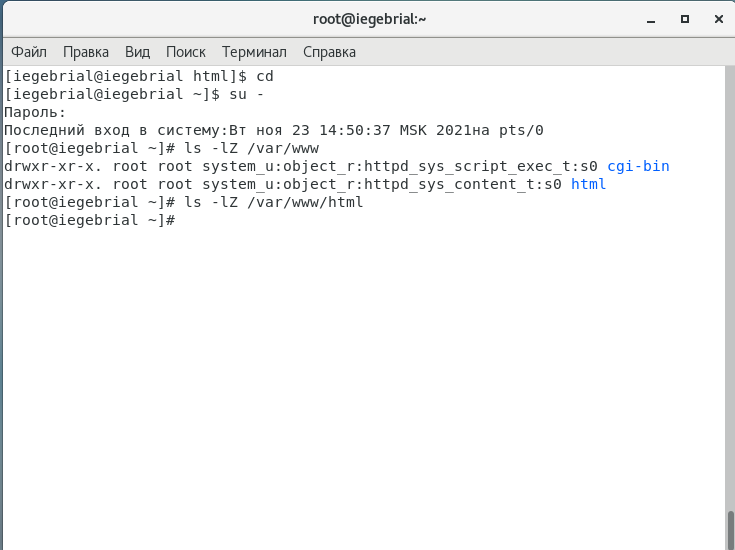 root@iegebrial:~
Файл Правка Вид Поиск Терминал Справка
[iegebrial@iegebrial html]$ cd
[iegebrial@iegebrial ~]$ su -
Пароль:
Последний вход в систему:Вт ноя 23 14:50:37 MSK 2021на pts/0
[root@iegebrial ~]# ls -lZ /var/www
drwxr-xr-x. root root system_u:object_r:httpd_sys_script_exec_t:s0 cgi-bin
drwxr-xr-x. root root system_u:object_r:httpd_sys_content_t:s0 html
[root@iegebrial ~]# ls -lZ /var/www/html
[root@iegebrial ~]#